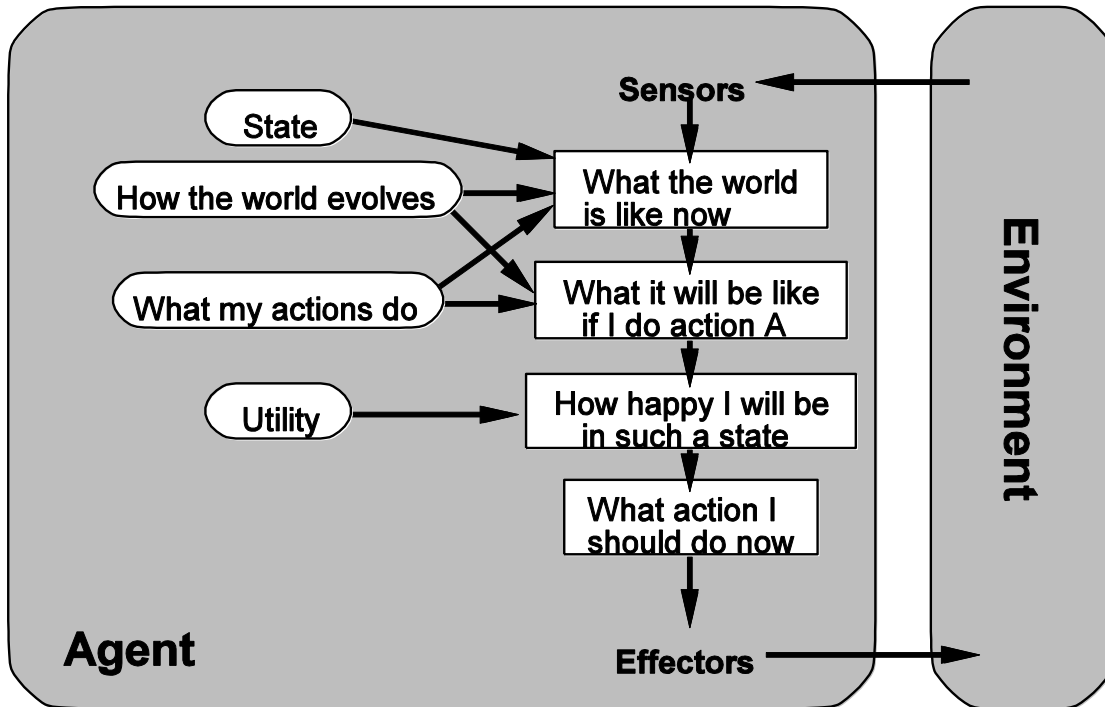 Sensors
State
What the world
is like now
How the world evolves
What my actions do
What it will be like
if I do action A
Utility
How happy I will be
in such a state
What action I
should do now
Agent
Effectors
Environment